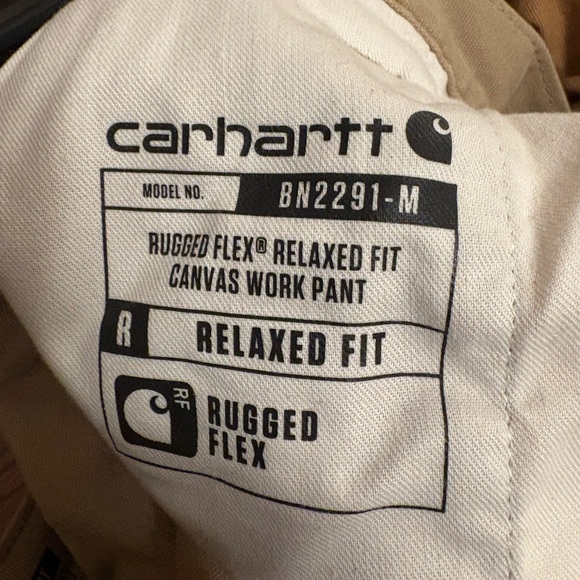 carhartt
MODEL NO. BN2291-M
RUGGED FLEX® RELAXED FIT
CANVAS WORK PANT
R RELAXED FIT
RF
RUGGED
FLEX